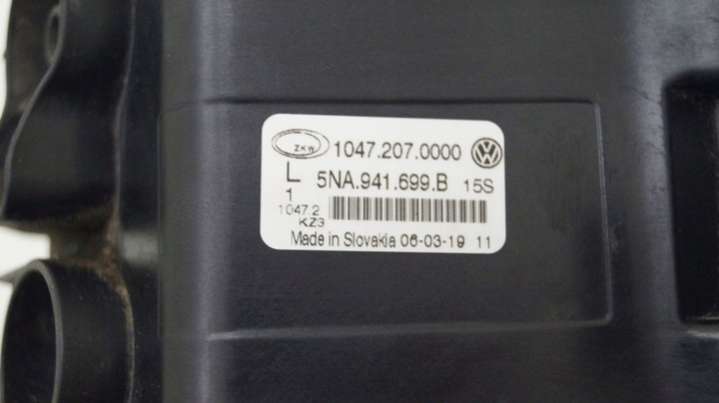 ZKW 1047.207.0000
L 5NA.941.699.B 15S
1
1047.2
KZ3
Made in Slovakia 06-03-19 11